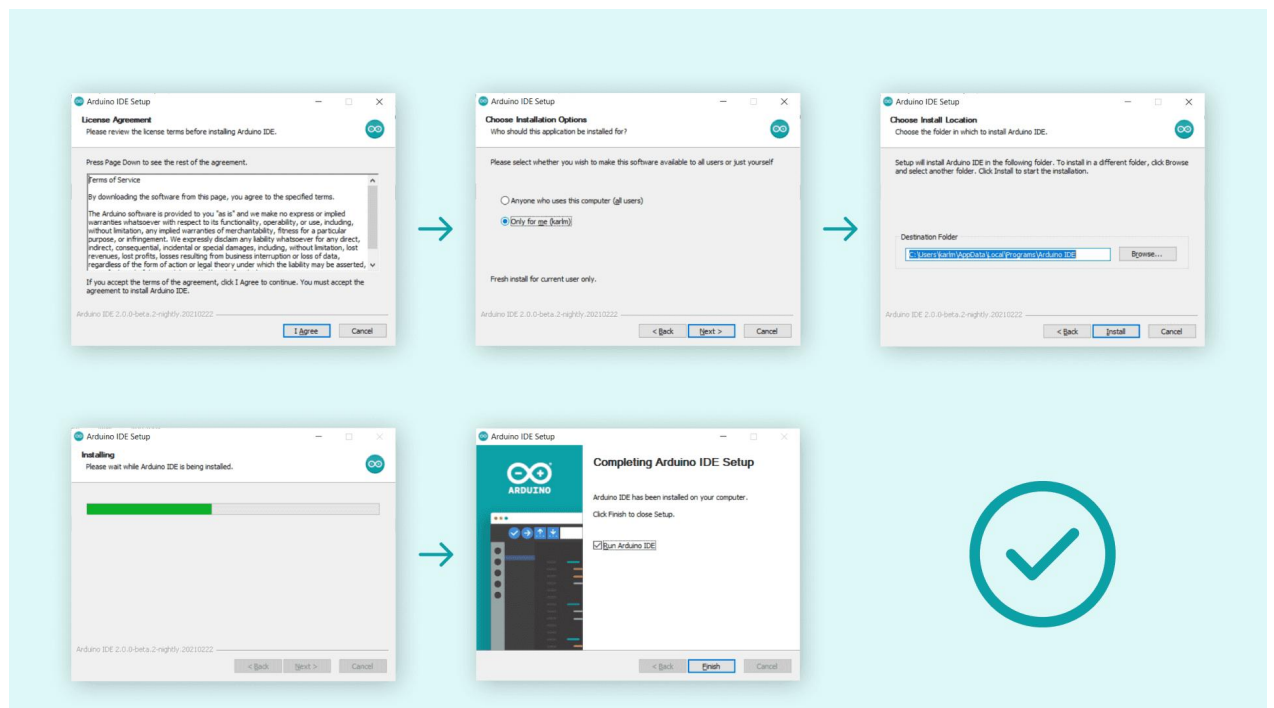 Arduino IDE Setup
License Agreement
Please review the license terms before installing Arduino IDE.
Press Page Down to see the rest of the agreement.
Terms of Service
By downloading the software from this page, you agree to the specified terms.
The Arduino software is provided to you "as is" and we make no express or implied
warranties whatsoever with respect to its functionality, operability, or use, including,
without limitation, any implied warranties of merchantability, fitness for a particular
purpose, or infringement. We expressly disclaim any liability whatsoever for any direct,
indirect, consequential, incidental or special damages, including, without limitation, lost
revenues, lost profits, losses resulting from business interruption or loss of data,
regardless of the form of action or legal theory under which the liability may be asserted,
If you accept the terms of the agreement, click I Agree to continue. You must accept the
agreement to install Arduino IDE.
Arduino IDE 2.0.0-beta.2-nightly.20210222
I Agree
Cancel
Arduino IDE Setup
Choose Installation Options
Who should this application be installed for?
Please select whether you wish to make this software available to all users or just yourself
Anyone who uses this computer (all users)
Only for me (karlm)
Fresh install for current user only.
Arduino IDE 2.0.0-beta.2-nightly.20210222
< Back
Next >
Cancel
Arduino IDE Setup
Choose Install Location
Choose the folder in which to install Arduino IDE.
Setup will install Arduino IDE in the following folder. To install in a different folder, click Browse
and select another folder. Click Install to start the installation.
Destination Folder
C:\Users\karlm\AppData\Local\Programs\Arduino IDE
Browse...
Arduino IDE 2.0.0-beta.2-nightly.20210222
< Back
Install
Cancel
Arduino IDE Setup
Installing
Please wait while Arduino IDE is being installed.
Arduino IDE 2.0.0-beta.2-nightly.20210222
< Back
Next >
Cancel
Arduino IDE Setup
ARDUINO
Completing Arduino IDE Setup
Arduino IDE has been installed on your computer.
Click Finish to close Setup.
Run Arduino IDE
< Back
Finish
Cancel